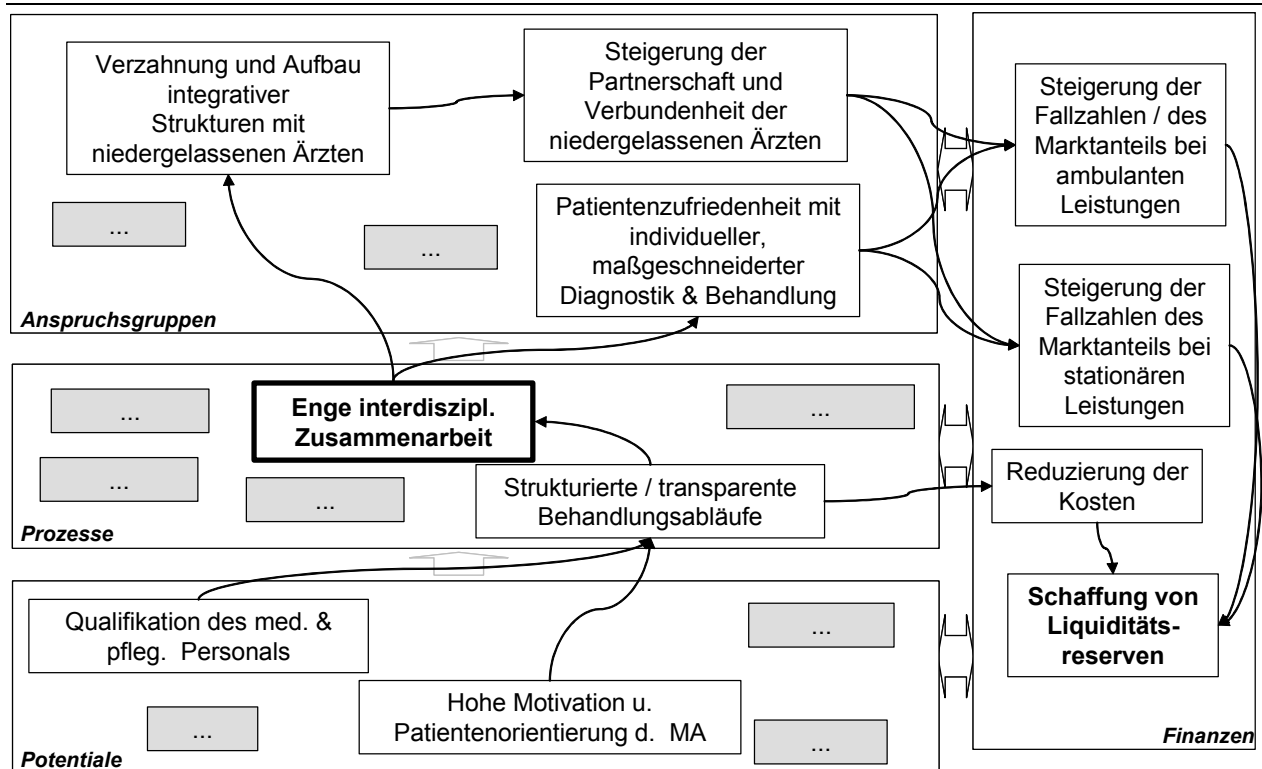 Verzahnung und Aufbau
integrativer
Strukturen mit
niedergelassenen Ärzten
Steigerung der
Partnerschaft und
Verbundenheit der
niedergelassenen Ärzten
...
...
Patientenzufriedenheit mit
individueller,
maßgeschneiderter
Diagnostik & Behandlung
Anspruchsgruppen
Steigerung der
Fallzahlen / des
Marktanteils bei
ambulanten
Leistungen
Steigerung der
Fallzahlen des
Marktanteils bei
stationären
Leistungen
...
Enge interdiszpl.
Zusammenarbeit
...
...
...
Strukturierte / transparente
Behandlungsabläufe
Prozesse
Reduzierung der
Kosten
Schaffung von
Liquiditäts-
reserven
Qualifikation des med. &
pfleg. Personals
...
...
Hohe Motivation u.
Patientenorientierung d. MA
...
Potentiale
Finanzen